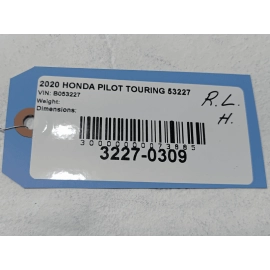 2020 HONDA PILOT TOURING 53227
VIN: B053227
Weight:
Dimensions:
3000000073885
3227-0309
R. L.
H.